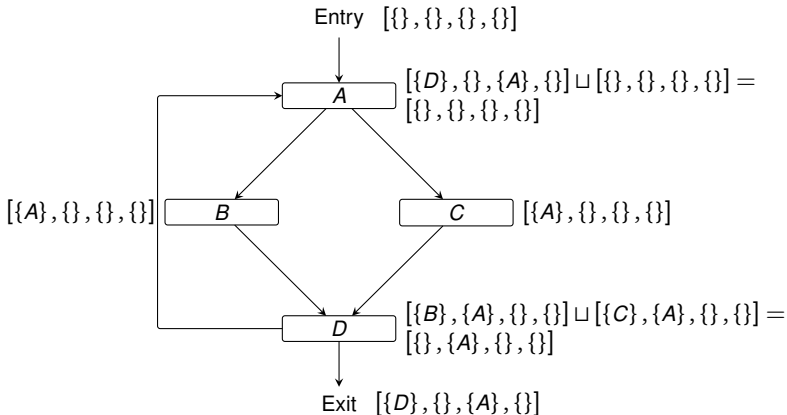 Entry [{}, {}, {}, {}]
A
[{D}, {}, {A}, {}] ⊔ [{}, {}, {}, {}] =
[{}, {}, {}, {}]
[{A}, {}, {}, {}]
B
C
[{A}, {}, {}, {}]
D
[{B}, {A}, {}, {}] ⊔ [{C}, {A}, {}, {}] =
[{}, {A}, {}, {}]
Exit [{D}, {}, {A}, {}]